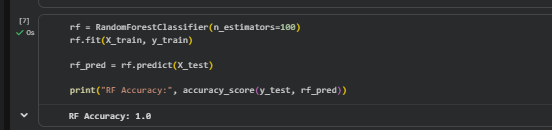 [7]
0s
rf = RandomForestClassifier(n_estimators=100)
rf.fit(X_train, y_train)
rf_pred = rf.predict(X_test)
print("RF Accuracy:", accuracy_score(y_test, rf_pred))
RF Accuracy: 1.0